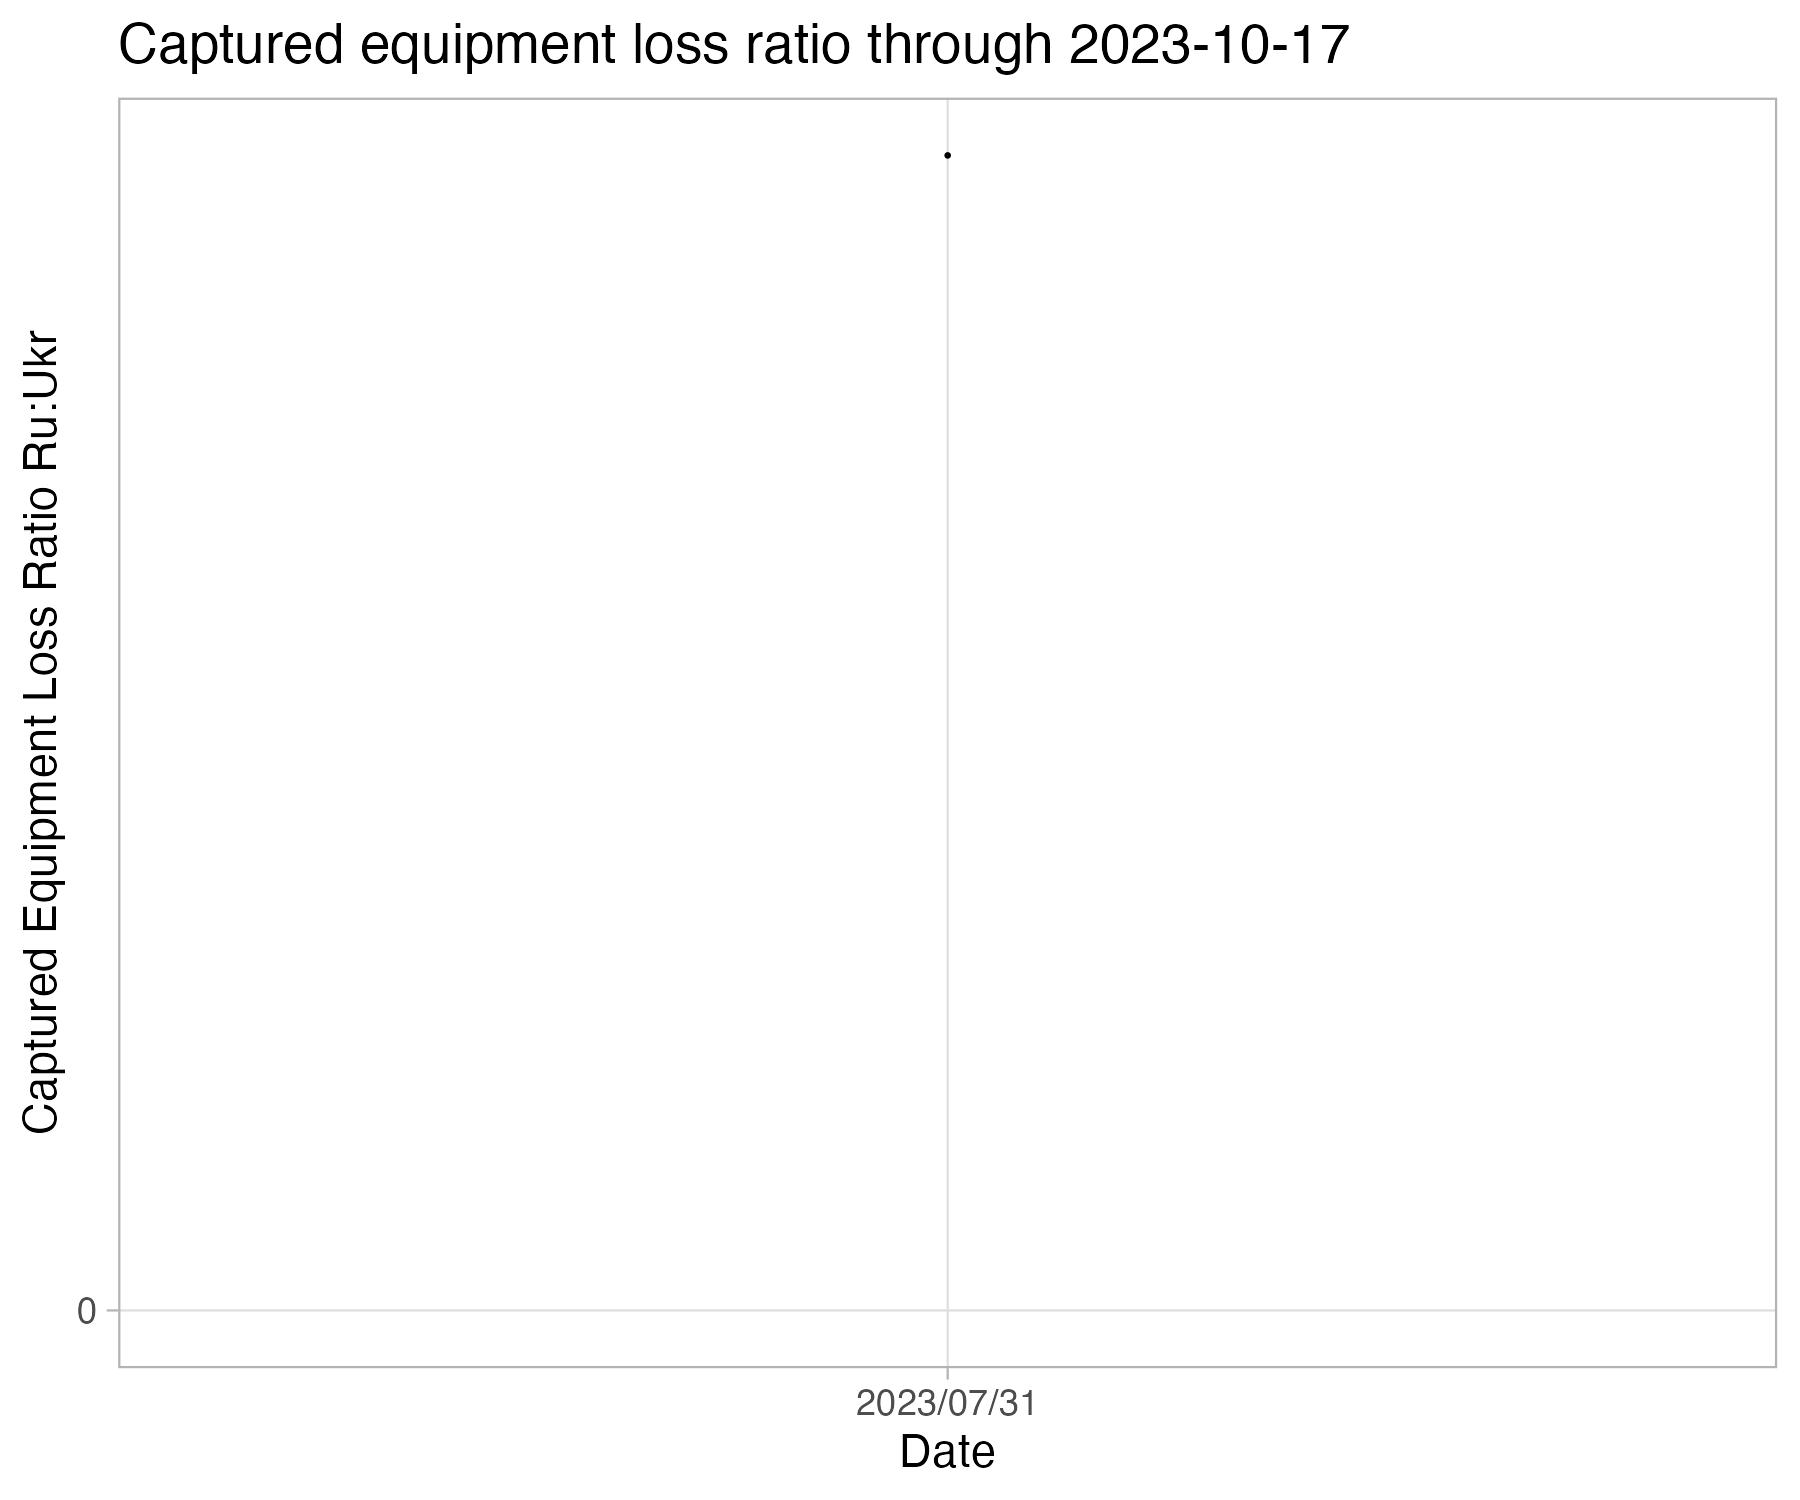 Captured equipment loss ratio through 2023-10-17
Captured Equipment Loss Ratio Ru:Ukr
0
2023/07/31
Date